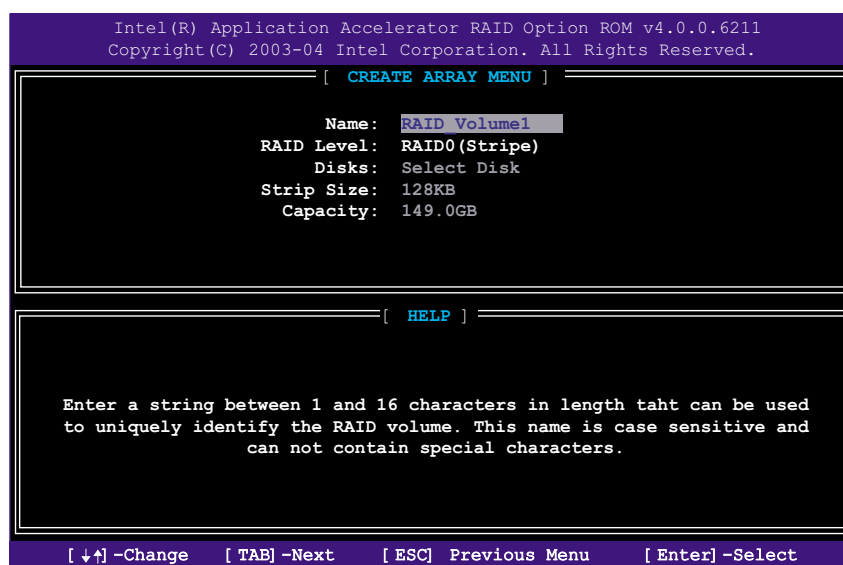 Intel(R) Application Accelerator RAID Option ROM v4.0.0.6211
Copyright(C) 2003-04 Intel Corporation. All Rights Reserved.
[ CREATE ARRAY MENU ]
Name: RAID_Volume1
RAID Level: RAID0(Stripe)
Disks: Select Disk
Strip Size: 128KB
Capacity: 149.0GB
[ HELP ]
Enter a string between 1 and 16 characters in length taht can be used
to uniquely identify the RAID volume. This name is case sensitive and
can not contain special characters.
[↓↑]-Change [TAB]-Next [ESC] Previous Menu [Enter]-Select